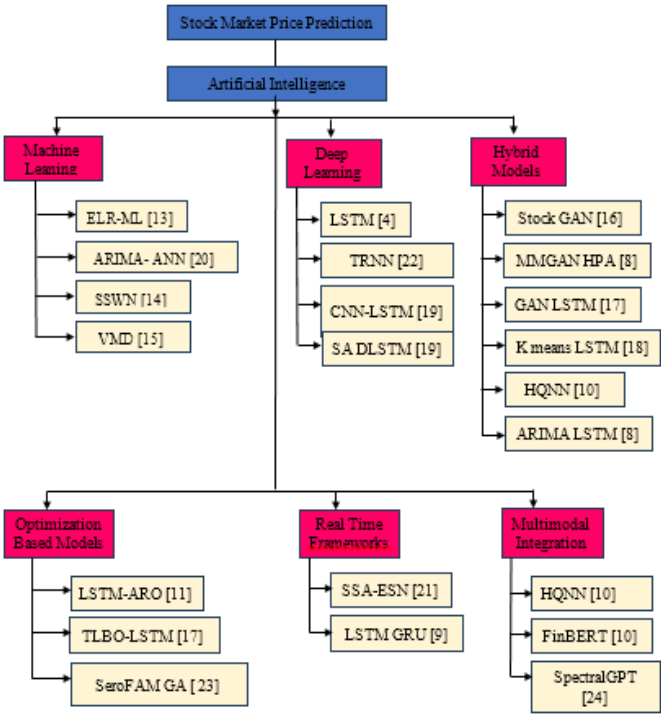 Stock Market Price Prediction
Artificial Intelligence
Machine
Leaning
ELR-ML [13]
ARIMA- ANN [20]
SSWN [14]
VMD [15]
Deep
Learning
LSTM [4]
TRNN [22]
CNN-LSTM [19]
SA DLSTM [19]
Hybrid
Models
Stock GAN [16]
MMGAN HPA [8]
GAN LSTM [17]
K means LSTM [18]
HQNN [10]
ARIMA LSTM [8]
Optimization
Based Models
LSTM-ARO [11]
TLBO-LSTM [17]
SeroFAM GA [23]
Real Time
Frameworks
SSA-ESN [21]
LSTM GRU [9]
Multimodal
Integration
HQNN [10]
FinBERT [10]
SpectralGPT
[24]